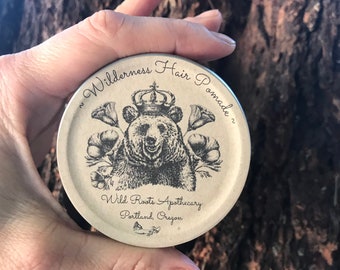 ~ Wilderness Hair Pomade ~
Wild Roots Apothecary
Portland, Oregon